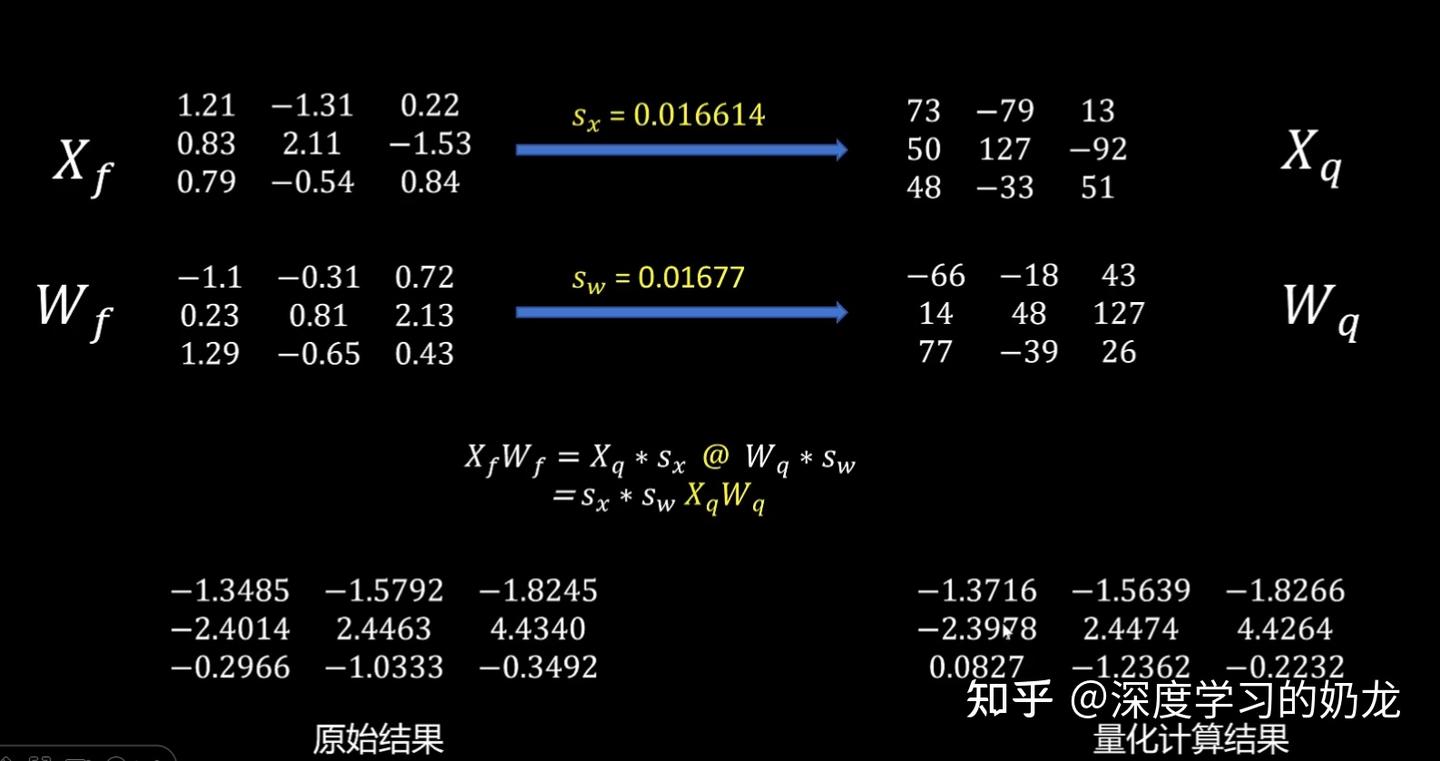 1.21 −1.31 0.22 s_x = 0.016614 73 −79 13
X_f 0.83 2.11 −1.53 50 127 −92 X_q
0.79 −0.54 0.84 48 −33 51
−1.1 −0.31 0.72 s_w = 0.01677 −66 −18 43
W_f 0.23 0.81 2.13 14 48 127 W_q
1.29 −0.65 0.43 77 −39 26
X_f W_f = X_q * s_x @ W_q * s_w
= s_x * s_w X_q W_q
−1.3485 −1.5792 −1.8245 −1.3716 −1.5639 −1.8266
−2.4014 2.4463 4.4340 −2.3978 2.4474 4.4264
−0.2966 −1.0333 −0.3492 0.0827 −1.2362 −0.2232
知乎 @深度学习的奶龙
原始结果 量化计算结果